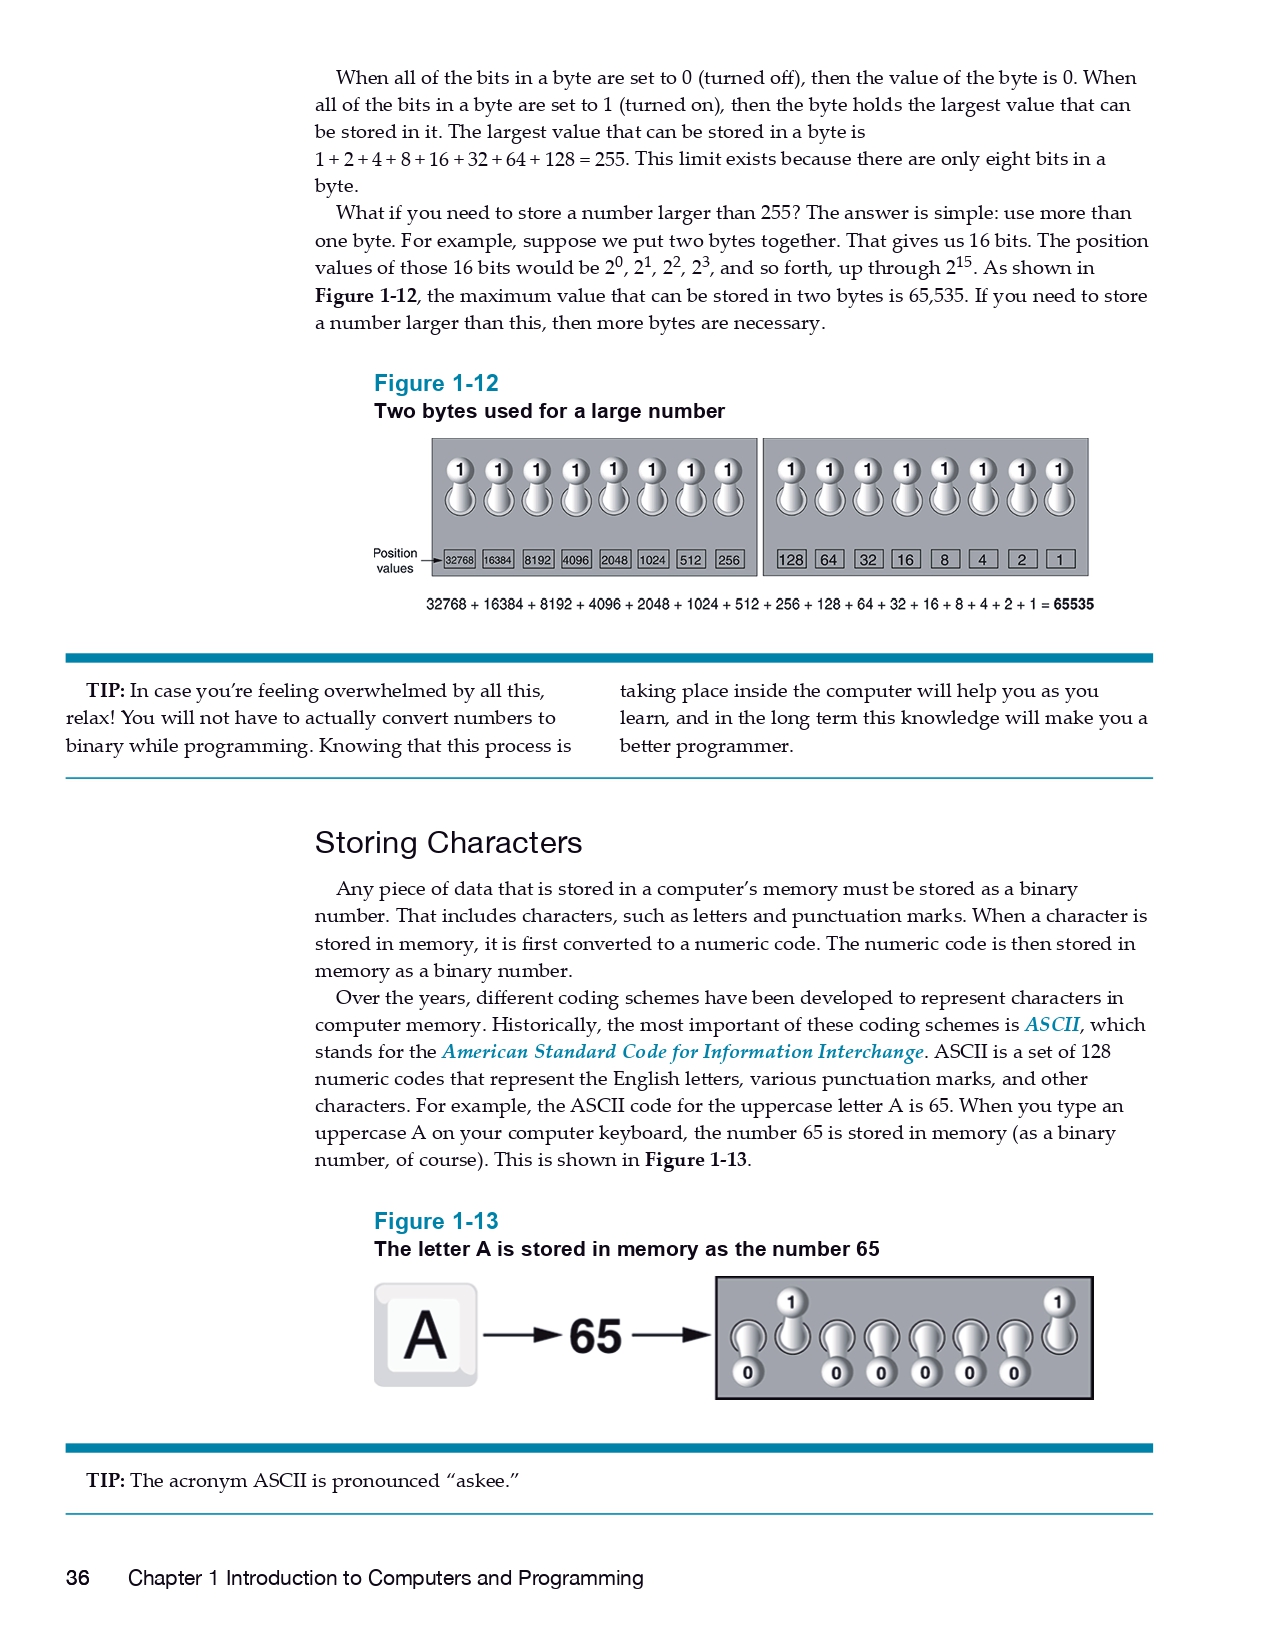 When all of the bits in a byte are set to 0 (turned off), then the value of the byte is 0. When
all of the bits in a byte are set to 1 (turned on), then the byte holds the largest value that can
be stored in it. The largest value that can be stored in a byte is
1 + 2 + 4 + 8 + 16 + 32 + 64 + 128 = 255. This limit exists because there are only eight bits in a
byte.
What if you need to store a number larger than 255? The answer is simple: use more than
one byte. For example, suppose we put two bytes together. That gives us 16 bits. The position
values of those 16 bits would be 2⁰, 2¹, 2², 2³, and so forth, up through 2¹⁵. As shown in
Figure 1-12, the maximum value that can be stored in two bytes is 65,535. If you need to store
a number larger than this, then more bytes are necessary.
Figure 1-12
Two bytes used for a large number
1 1 1 1 1 1 1 1 1 1 1 1 1 1 1 1
Position
values
32768 16384 8192 4096 2048 1024 512 256 128 64 32 16 8 4 2 1
32768 + 16384 + 8192 + 4096 + 2048 + 1024 + 512 + 256 + 128 + 64 + 32 + 16 + 8 + 4 + 2 + 1 = 65535
TIP: In case you’re feeling overwhelmed by all this,
relax! You will not have to actually convert numbers to
binary while programming. Knowing that this process is
taking place inside the computer will help you as you
learn, and in the long term this knowledge will make you a
better programmer.
Storing Characters
Any piece of data that is stored in a computer’s memory must be stored as a binary
number. That includes characters, such as letters and punctuation marks. When a character is
stored in memory, it is first converted to a numeric code. The numeric code is then stored in
memory as a binary number.
Over the years, different coding schemes have been developed to represent characters in
computer memory. Historically, the most important of these coding schemes is ASCII, which
stands for the American Standard Code for Information Interchange. ASCII is a set of 128
numeric codes that represent the English letters, various punctuation marks, and other
characters. For example, the ASCII code for the uppercase letter A is 65. When you type an
uppercase A on your computer keyboard, the number 65 is stored in memory (as a binary
number, of course). This is shown in Figure 1-13.
Figure 1-13
The letter A is stored in memory as the number 65
A 65 0 1 0 0 0 0 0 1
TIP: The acronym ASCII is pronounced “askee.”
36 Chapter 1 Introduction to Computers and Programming